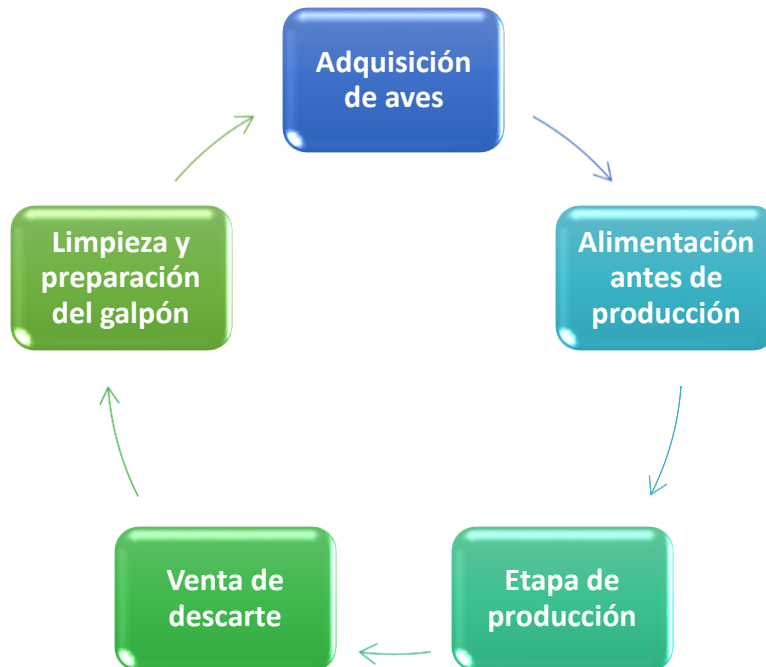 Adquisición
de aves
Alimentación
antes de
producción
Etapa de
producción
Venta de
descarte
Limpieza y
preparación
del galpón